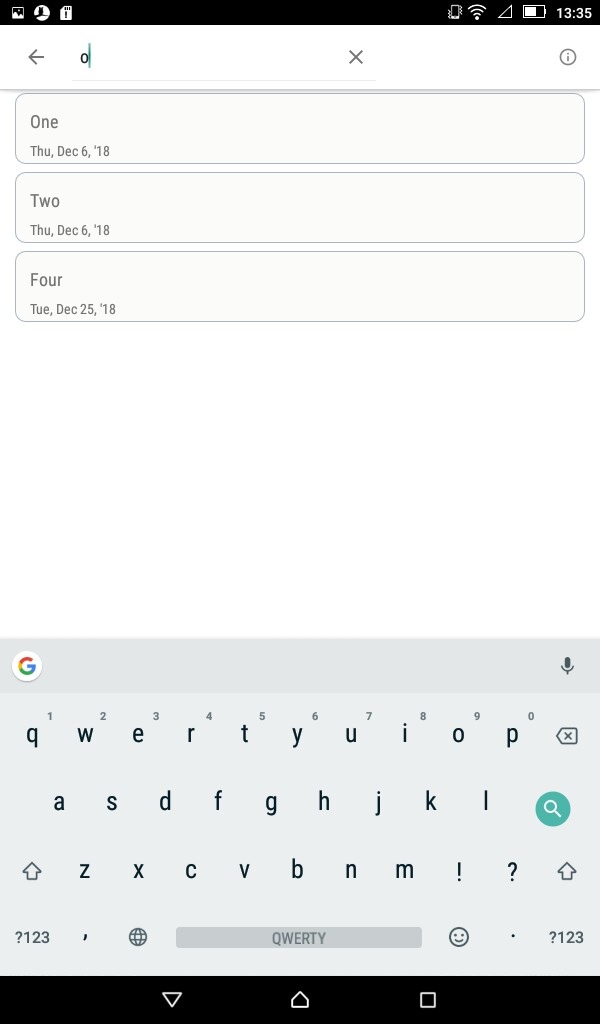 13:35
o
One
Thu, Dec 6, '18
Two
Thu, Dec 6, '18
Four
Tue, Dec 25, '18
G
1 2 3 4 5 6 7 8 9 0
q w e r t y u i o p
a s d f g h j k l
z x c v b n m ! ?
?123 , QWERTY . ?123